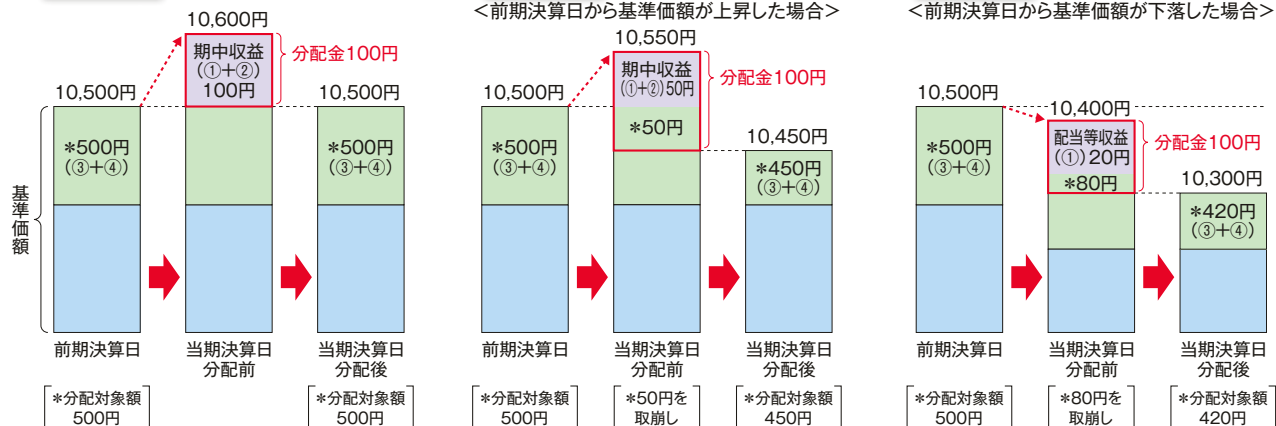 10,600円
期中収益
(①+②)
100円
分配金100円
10,500円
10,500円
*500円
(③+④)
*500円
(③+④)
基準価額
前期決算日
当期決算日
分配前
当期決算日
分配後
*分配対象額
500円
*分配対象額
500円
<前期決算日から基準価額が上昇した場合>
10,550円
期中収益
(①+②)50円
分配金100円
10,500円
*50円
*500円
(③+④)
10,450円
*450円
(③+④)
前期決算日
当期決算日
分配前
当期決算日
分配後
*分配対象額
500円
*50円を
取崩し
*分配対象額
450円
<前期決算日から基準価額が下落した場合>
10,500円
10,400円
配当等収益
(①)20円
分配金100円
*500円
(③+④)
*80円
10,300円
*420円
(③+④)
前期決算日
当期決算日
分配前
当期決算日
分配後
*分配対象額
500円
*80円を
取崩し
*分配対象額
420円